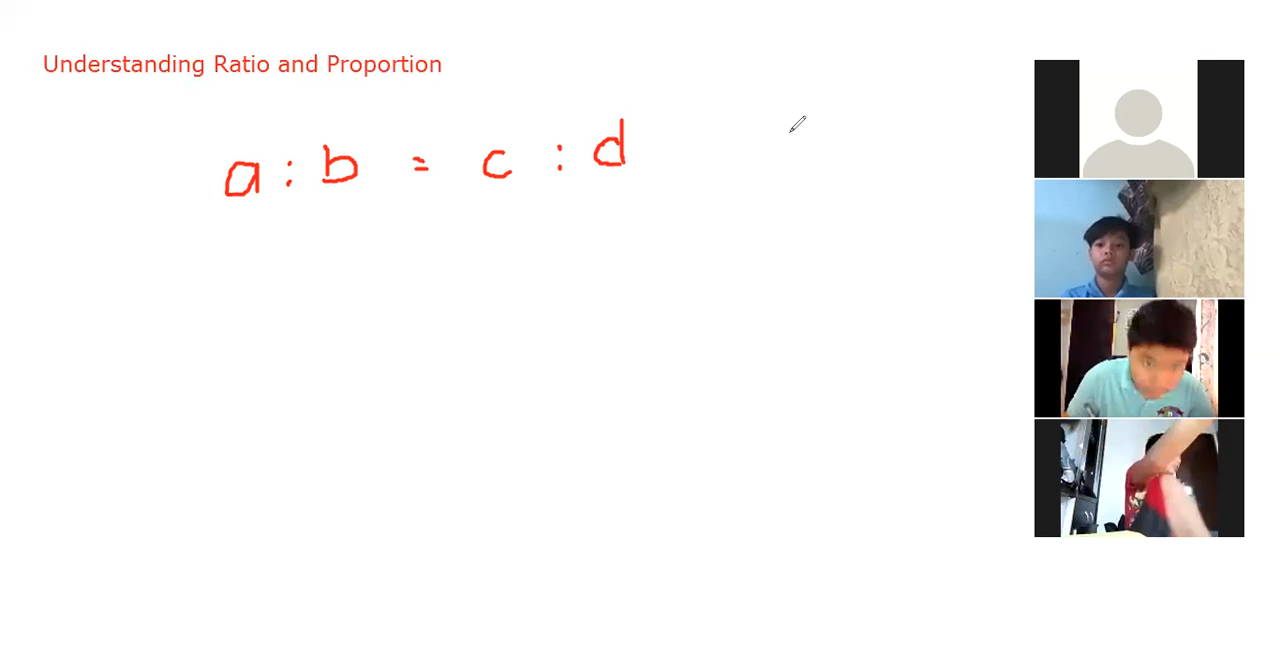 Understanding Ratio and Proportion
a : b = c : d